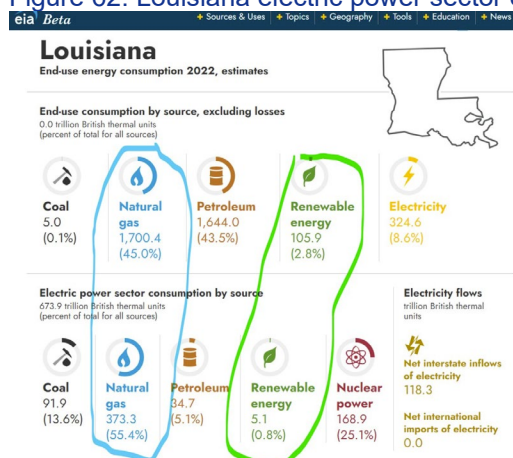 Figure 62: Louisiana electric power sector
eia Beta + Sources & Uses + Topics + Geography + Tools + Education + News
Louisiana
End-use energy consumption 2022, estimates
End-use consumption by source, excluding losses
0.0 trillion British thermal units
(percent of total for all sources)
Coal Natural Petroleum Renewable Electricity
5.0 gas 1,644.0 energy 324.6
(0.1%) 1,700.4 (43.5%) 105.9 (8.6%)
(45.0%) (2.8%)
Electric power sector consumption by source Electricity flows
673.9 trillion British thermal units trillion British thermal
(percent of total for all sources) units
Net interstate inflows
of electricity
Coal Natural Petroleum Renewable Nuclear 118.3
91.9 gas 34.7 energy power
(13.6%) 373.3 (5.1%) 5.1 168.9 Net international
(55.4%) (0.8%) (25.1%) imports of electricity
0.0